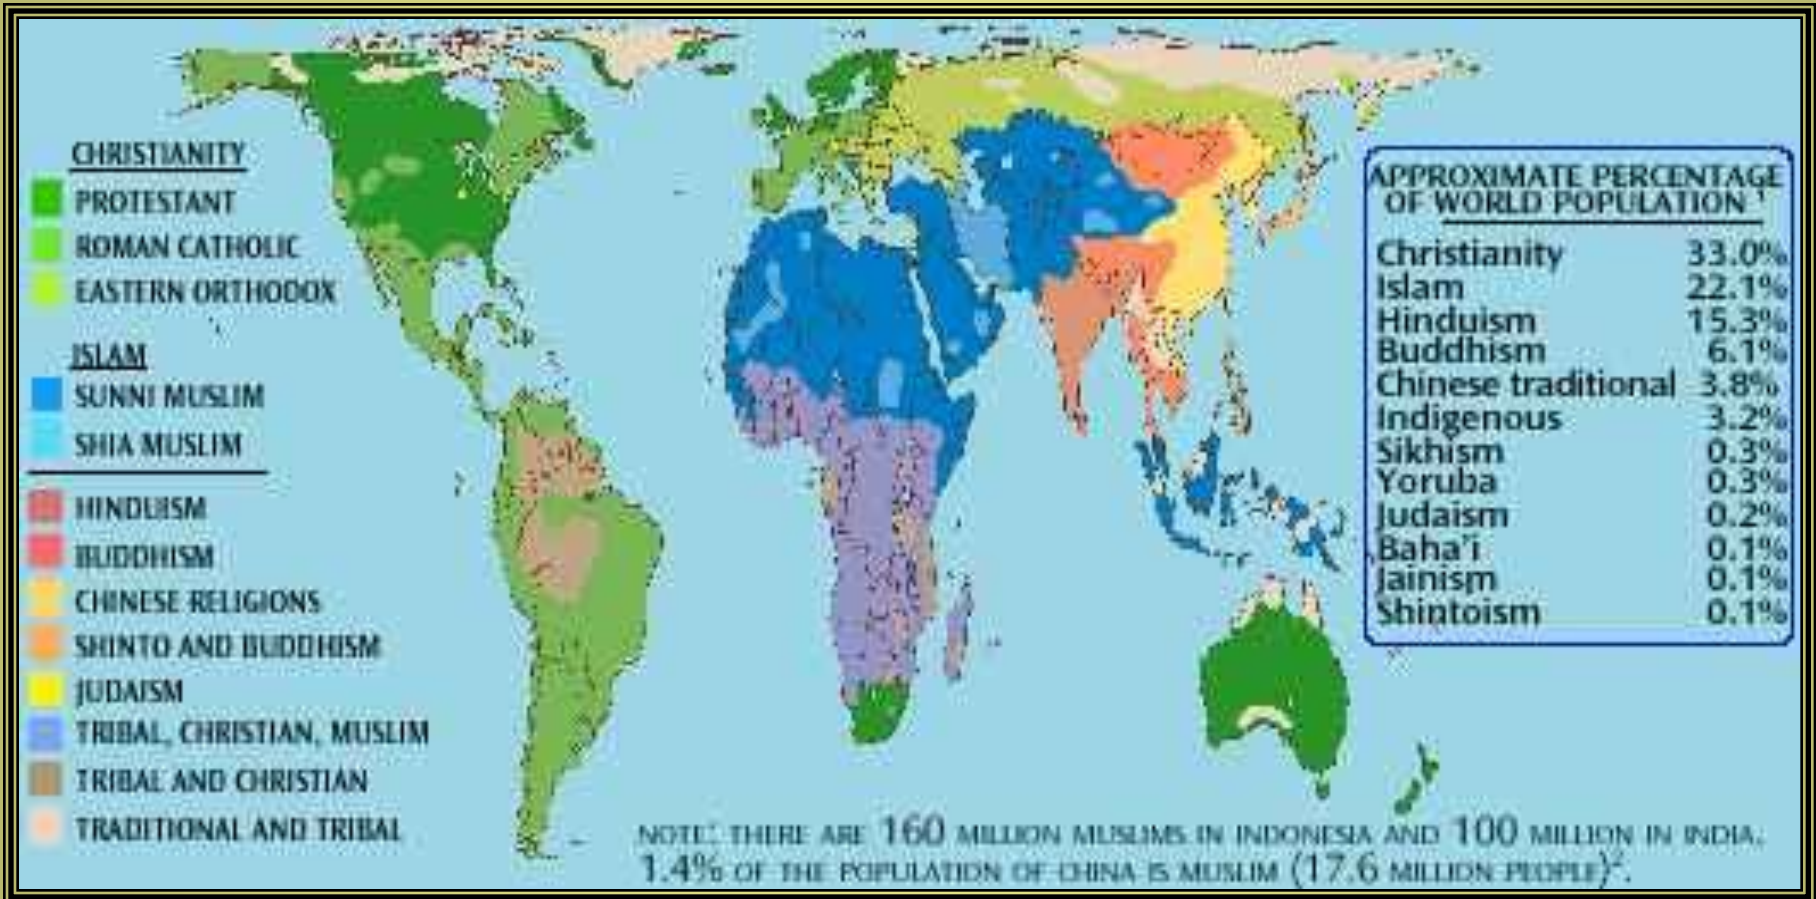 CHRISTIANITY
PROTESTANT
ROMAN CATHOLIC
EASTERN ORTHODOX
ISLAM
SUNNI MUSLIM
SHIA MUSLIM
HINDUISM
BUDDHISM
CHINESE RELIGIONS
SHINTO AND BUDDHISM
JUDAISM
TRIBAL, CHRISTIAN, MUSLIM
TRIBAL AND CHRISTIAN
TRADITIONAL AND TRIBAL
APPROXIMATE PERCENTAGE
OF WORLD POPULATION 1
Christianity 33.0%
Islam 22.1%
Hinduism 15.3%
Buddhism 6.1%
Chinese traditional 3.8%
Indigenous 3.2%
Sikhism 0.3%
Yoruba 0.3%
Judaism 0.2%
Baha'i 0.1%
Jainism 0.1%
Shintoism 0.1%
NOTE: THERE ARE 160 MILLION MUSLIMS IN INDONESIA AND 100 MILLION IN INDIA.
1.4% OF THE POPULATION OF CHINA IS MUSLIM (17.6 MILLION PEOPLE)2.